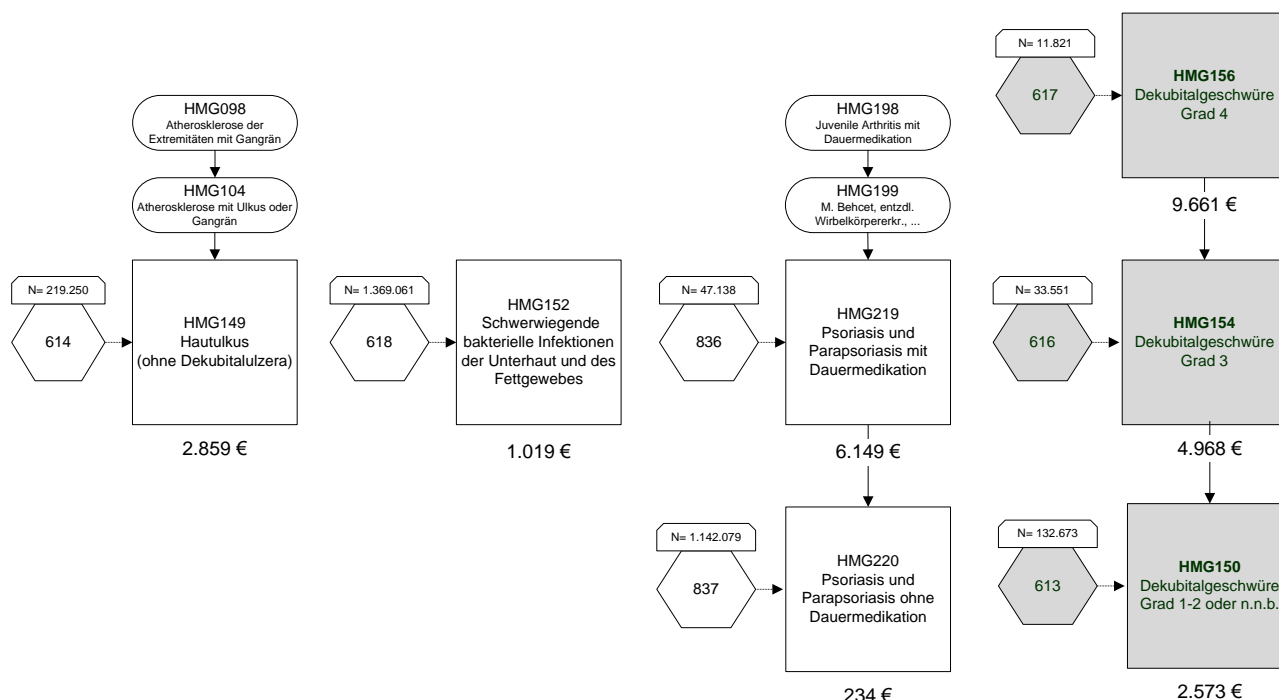 HMG098
Atherosklerose der
Extremitäten mit Gangrän
HMG104
Atherosklerose mit Ulkus oder
Gangrän
N= 219.250
614
HMG149
Hautulkus
(ohne Dekubitalulzera)
2.859 €
N= 1.369.061
618
HMG152
Schwerwiegende
bakterielle Infektionen
der Unterhaut und des
Fettgewebes
1.019 €
HMG198
Juvenile Arthritis mit
Dauermedikation
HMG199
M. Behcet, entzdl.
Wirbelkörpererkr., ...
N= 47.138
836
HMG219
Psoriasis und
Parapsoriasis mit
Dauermedikation
6.149 €
N= 1.142.079
837
HMG220
Psoriasis und
Parapsoriasis ohne
Dauermedikation
234 €
N= 11.821
617
HMG156
Dekubitalgeschwüre
Grad 4
9.661 €
N= 33.551
616
HMG154
Dekubitalgeschwüre
Grad 3
4.968 €
N= 132.673
613
HMG150
Dekubitalgeschwüre
Grad 1-2 oder n.n.b.
2.573 €